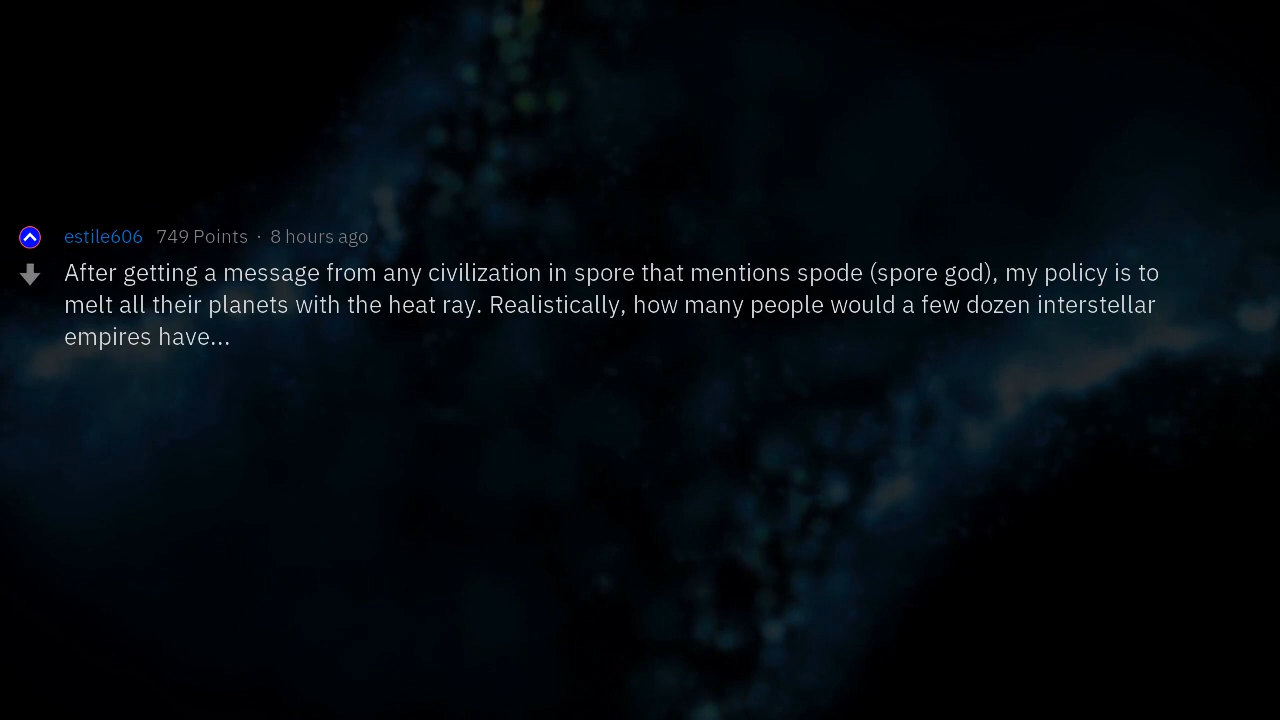 estile606 749 Points · 8 hours ago
After getting a message from any civilization in spore that mentions spode (spore god), my policy is to
melt all their planets with the heat ray. Realistically, how many people would a few dozen interstellar
empires have...